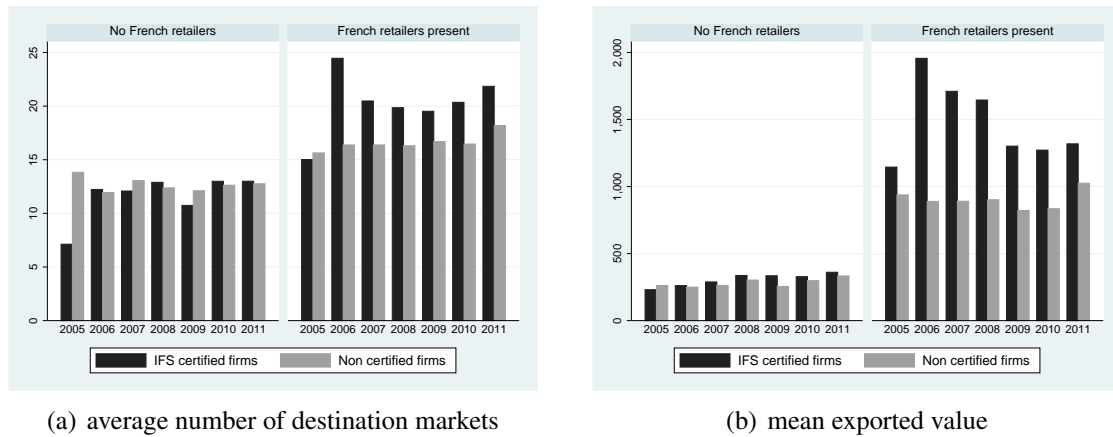 No French retailers French retailers present
25
20
15
10
5
0
2005 2006 2007 2008 2009 2010 2011 2005 2006 2007 2008 2009 2010 2011
IFS certified firms Non certified firms
(a) average number of destination markets
No French retailers French retailers present
2,000
1,500
1,000
500
0
2005 2006 2007 2008 2009 2010 2011 2005 2006 2007 2008 2009 2010 2011
IFS certified firms Non certified firms
(b) mean exported value